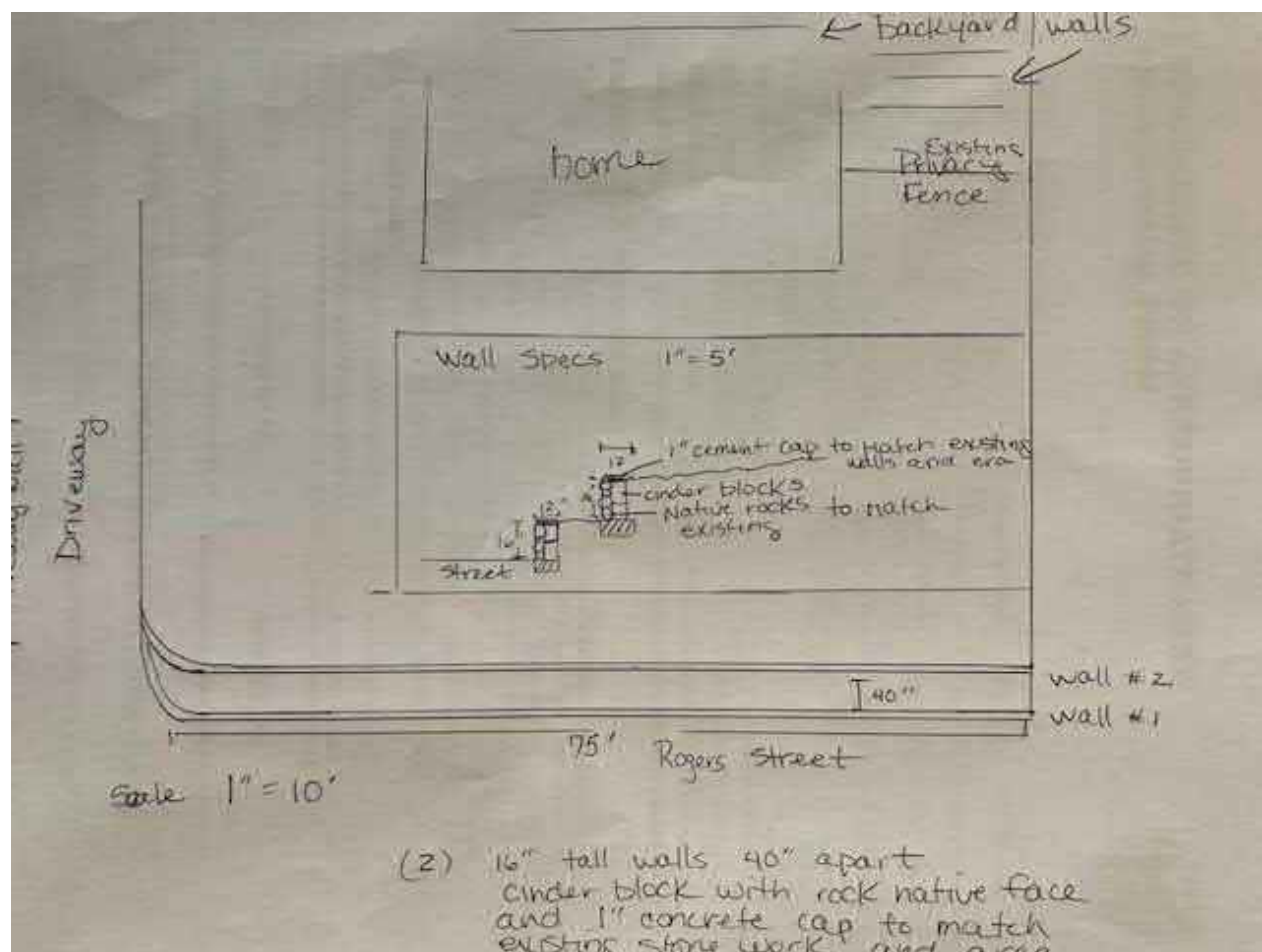 backyard walls
home
Existing
Privacy
Fence
Wall Specs 1"=5'
12
1" cement cap to match existing
walls and era
cinder blocks
Native rocks to match
existing
12"
16"
street
Driveway
40"
wall #2
wall #1
75' Rogers Street
Scale 1"=10'
(2) 16" tall walls 40" apart
cinder block with rock native face
and 1" concrete cap to match
existing stone work and